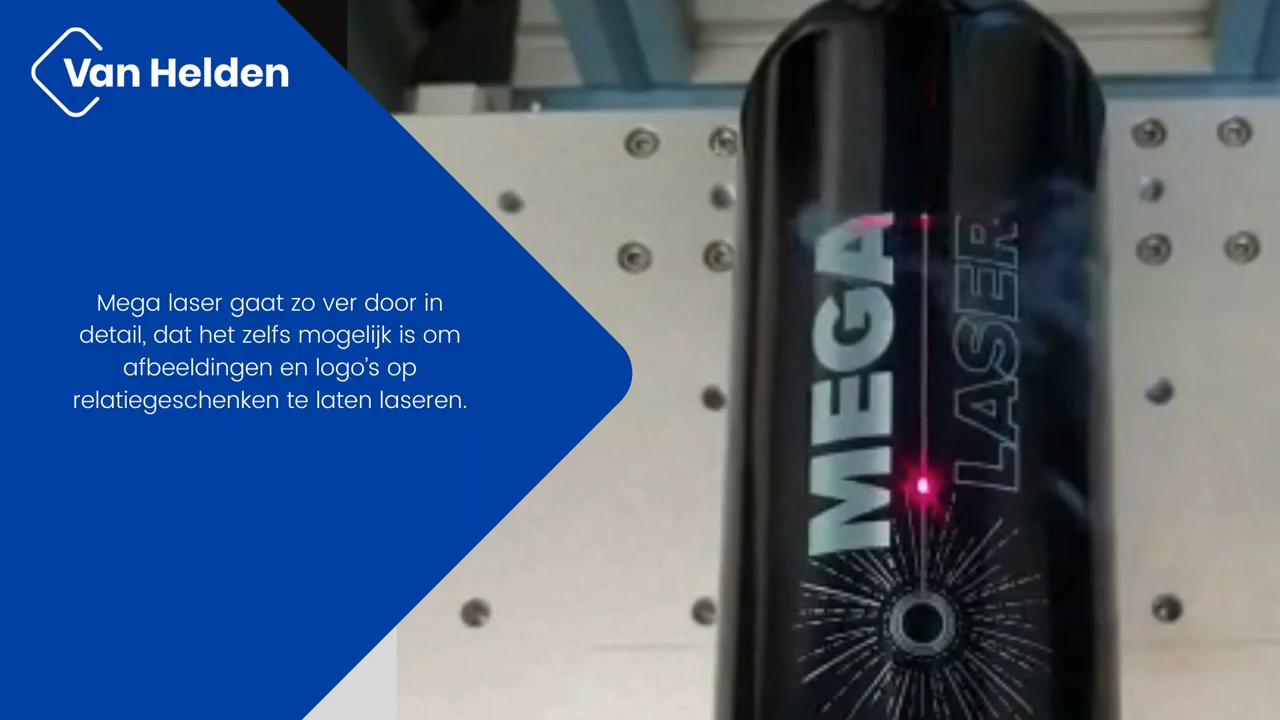 Van Helden
Mega laser gaat zo ver door in
detail, dat het zelfs mogelijk is om
afbeeldingen en logo’s op
relatiegeschenken te laten laseren.
MEGA
LASER